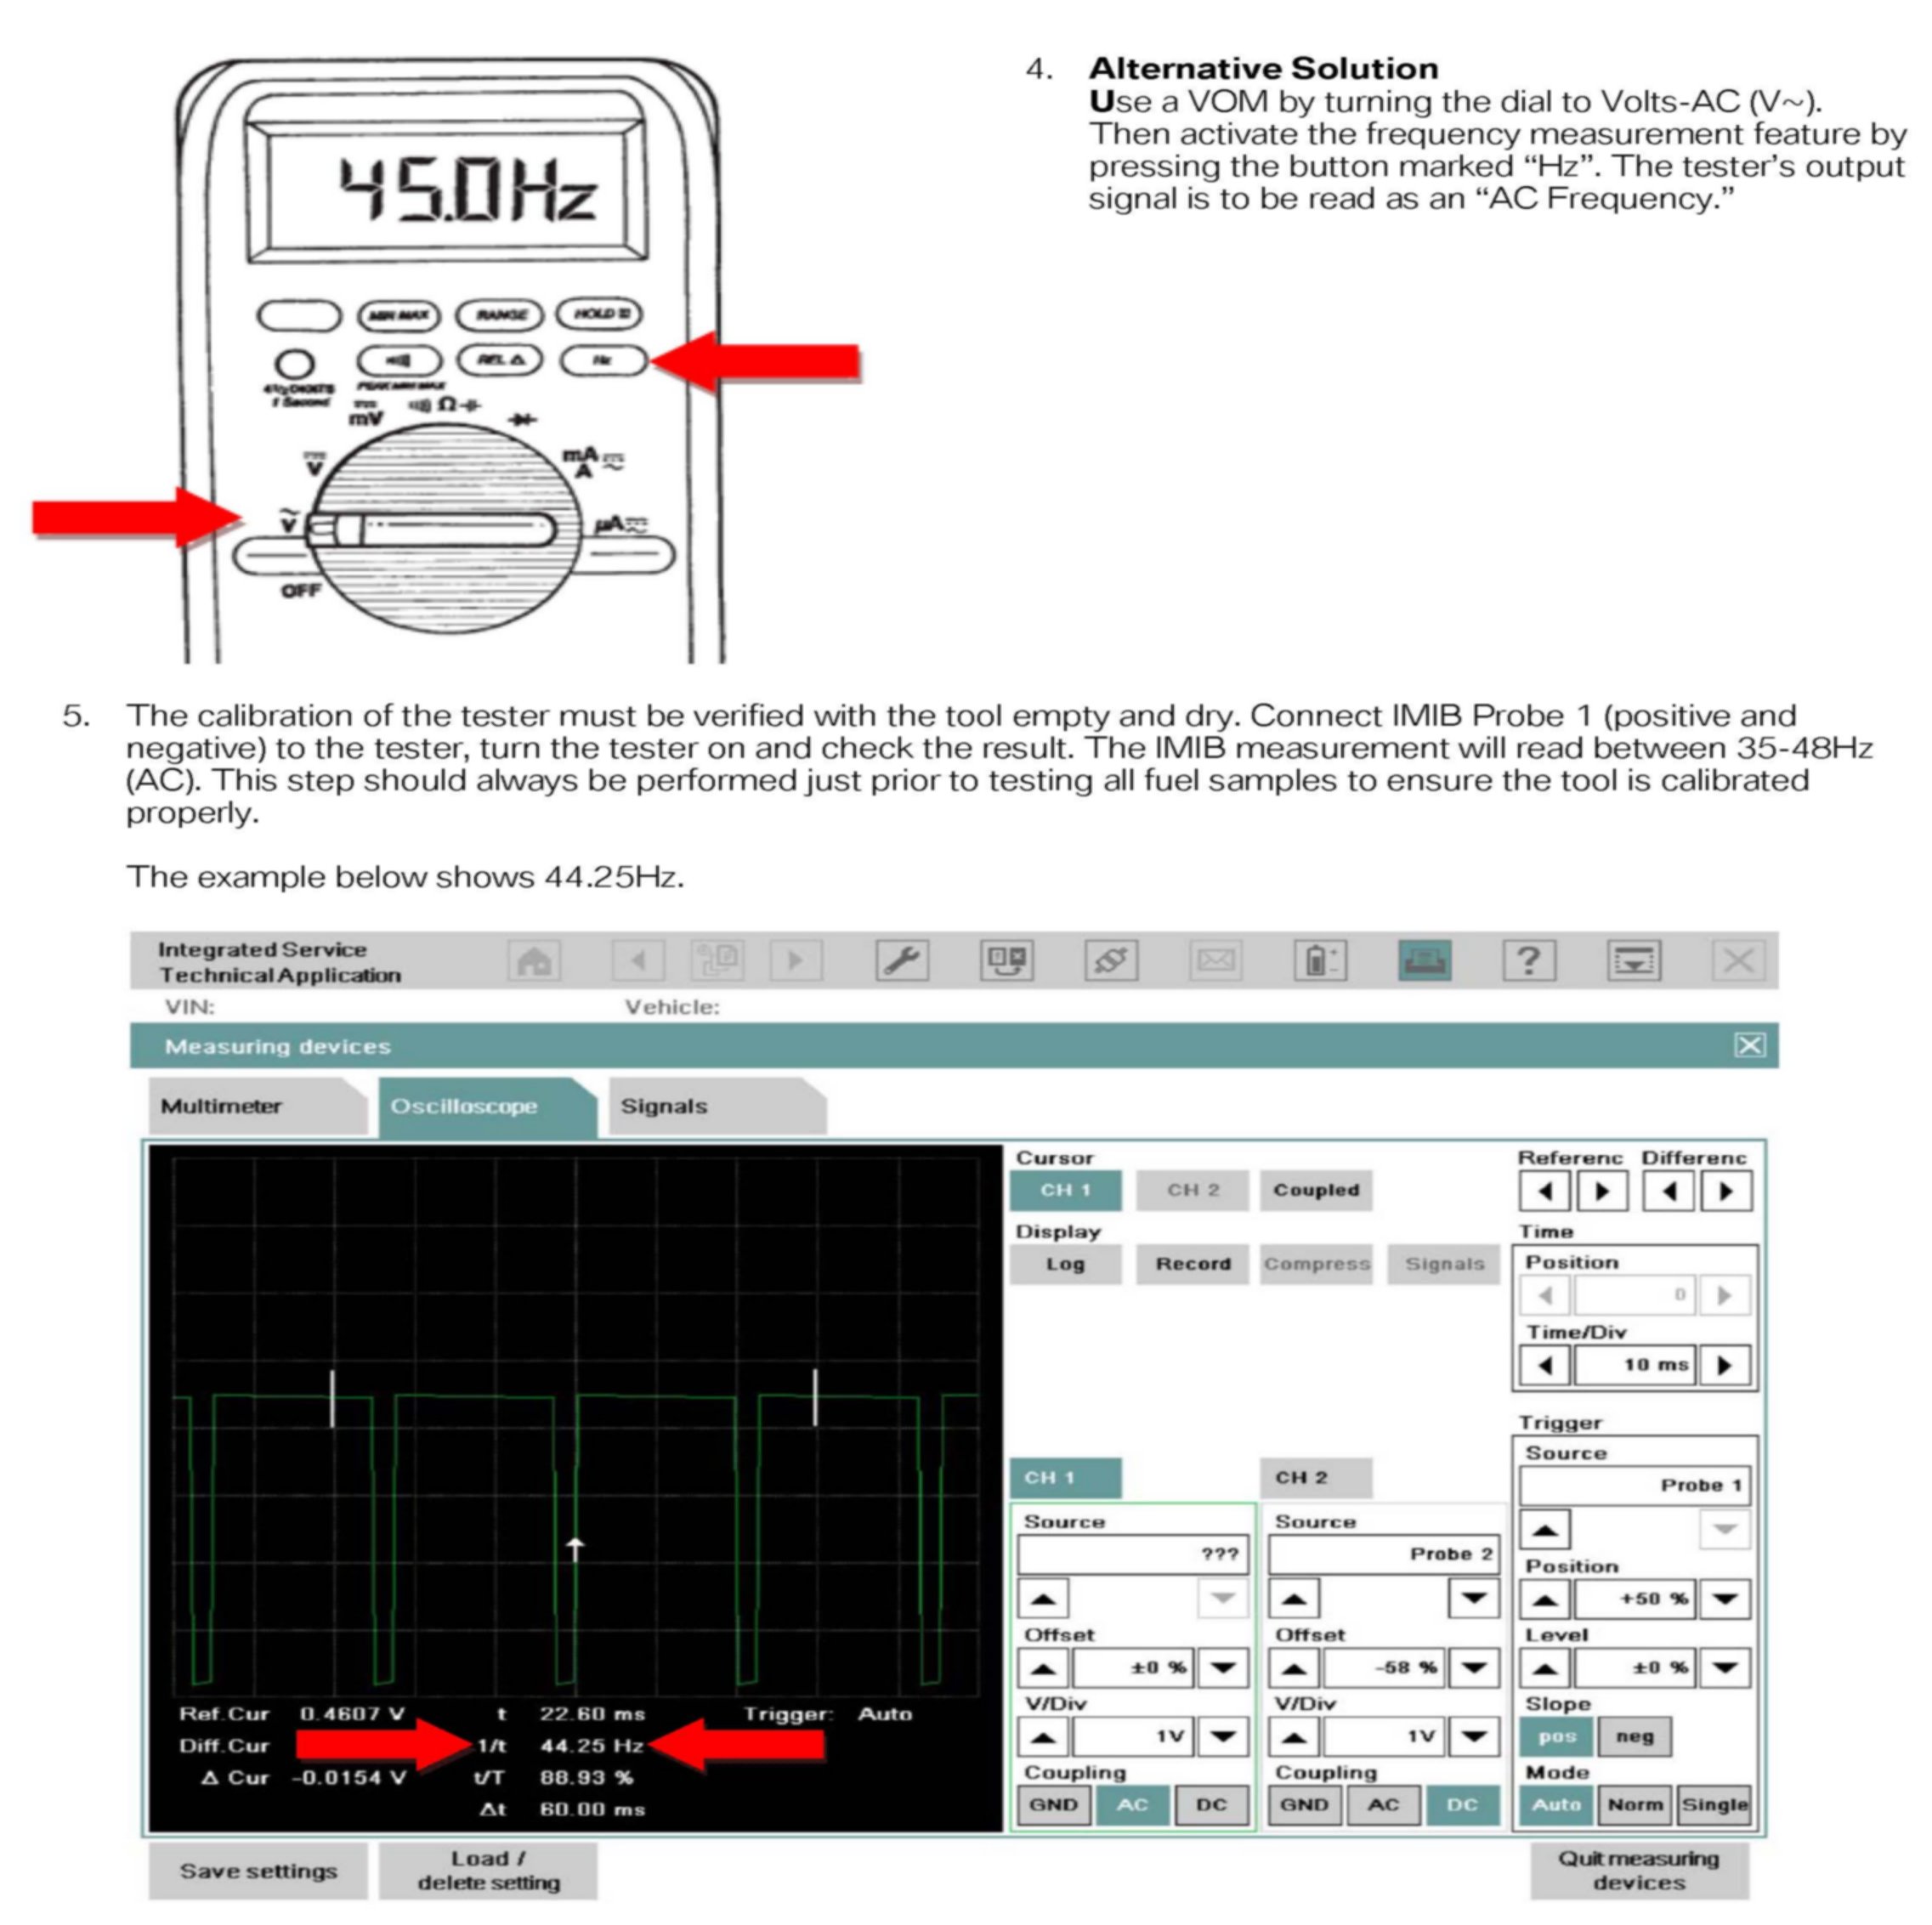 45.0Hz
MIN MAX
RANGE
HOLD
REL Δ
Hz
4½ DIGITS
1 Second
PEAK MIN MAX
mV
Ω
V
mA
A
V
µA
OFF
4. Alternative Solution
Use a VOM by turning the dial to Volts-AC (V~).
Then activate the frequency measurement feature by
pressing the button marked “Hz”. The tester’s output
signal is to be read as an “AC Frequency.”
5. The calibration of the tester must be verified with the tool empty and dry. Connect IMIB Probe 1 (positive and
negative) to the tester, turn the tester on and check the result. The IMIB measurement will read between 35-48Hz
(AC). This step should always be performed just prior to testing all fuel samples to ensure the tool is calibrated
properly.
The example below shows 44.25Hz.
Integrated Service
Technical Application
VIN: Vehicle:
Measuring devices
Multimeter Oscilloscope Signals
Cursor
CH 1 CH 2 Coupled
Display
Log Record Compress Signals
Referenc Differenc
Time
Position
0
Time/Div
10 ms
Trigger
Source
Probe 1
Position
+50 %
Level
±0 %
Slope
pos neg
Mode
Auto Norm Single
CH 1
Source
???
Offset
±0 %
V/Div
1V
Coupling
GND AC DC
CH 2
Source
Probe 2
Offset
-58 %
V/Div
1V
Coupling
GND AC DC
Ref.Cur 0.4607 V t 22.60 ms Trigger: Auto
Diff.Cur 1/t 44.25 Hz
Δ Cur -0.0154 V t/T 88.93 %
Δt 60.00 ms
Save settings
Load /
delete setting
Quit measuring
devices